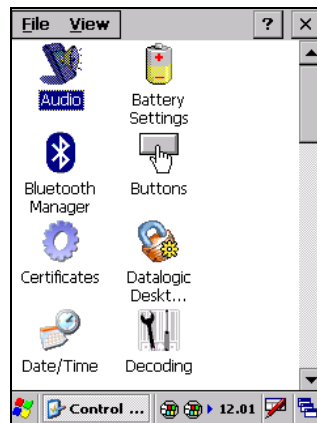 File View ? ×
Audio Battery
Settings
Bluetooth Buttons
Manager
Certificates Datalogic
Deskt...
Date/Time Decoding
Control ... 12.01